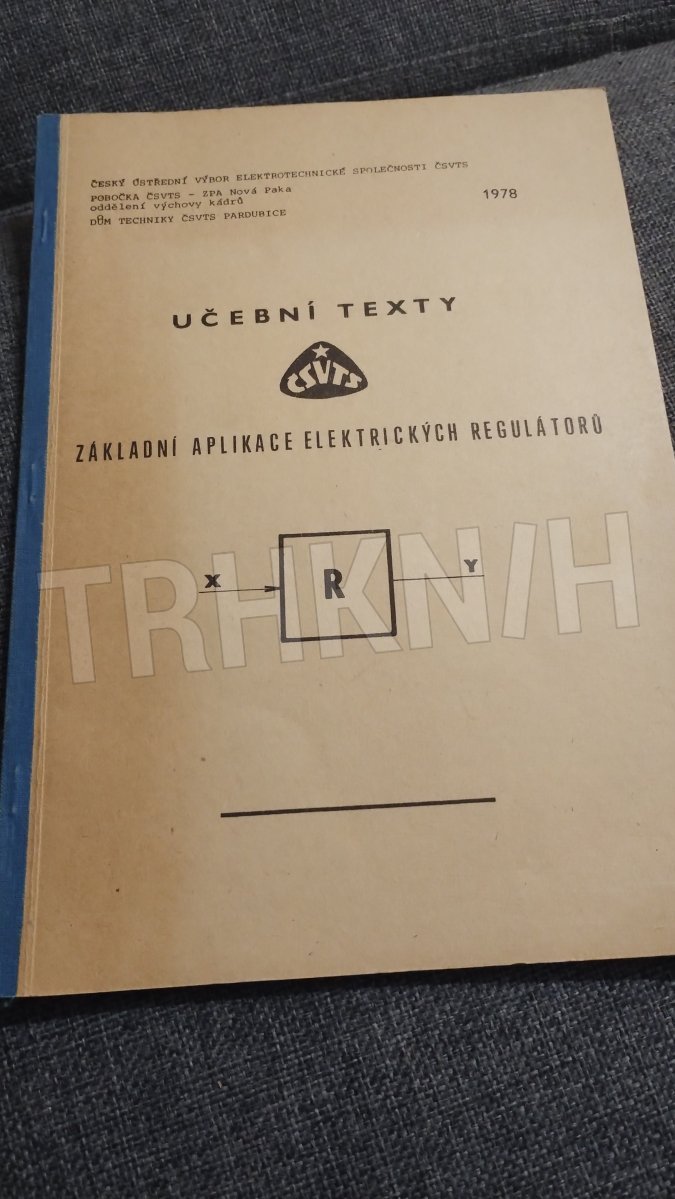 ČESKÝ ÚSTŘEDNÍ VÝBOR ELEKTROTECHNICKÉ SPOLEČNOSTI ČSVTS
POBOČKA ČSVTS - ZPA Nová Paka
oddělení výchovy kádrů
DŮM TECHNIKY ČSVTS PARDUBICE
1978
UČEBNÍ TEXTY
ČSVTS
ZÁKLADNÍ APLIKACE ELEKTRICKÝCH REGULÁTORŮ
X R Y
TRHKN/H